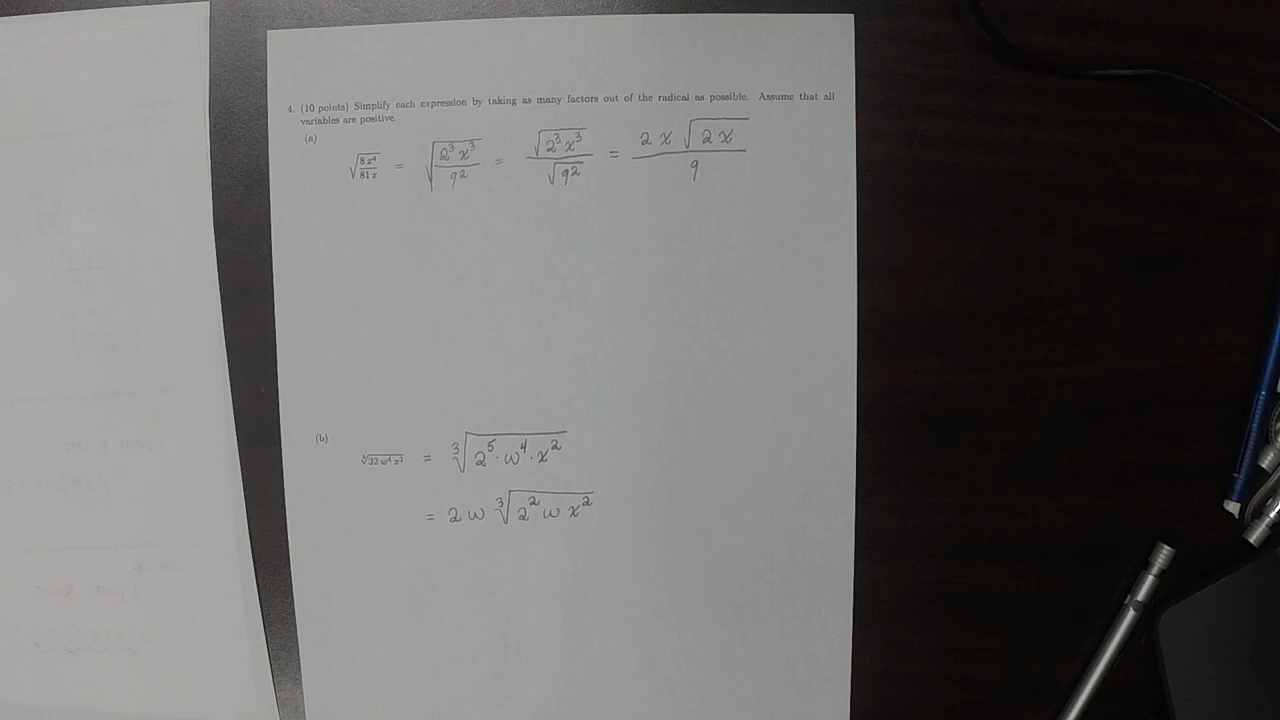 4. (10 points) Simplify each expression by taking as many factors out of the radical as possible. Assume that all
variables are positive.
(a)
√(8x⁴/81x) = √(2³x³/9²) = √(2³x³)/√(9²) = 2x√(2x)/9
(b)
∛(32w⁴x²) = ∛(2⁵·w⁴·x²)
= 2w∛(2²wx²)